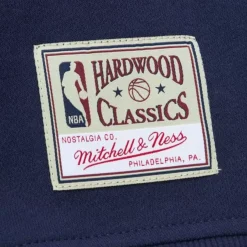 HARDWOOD
CLASSICS
NBA
NOSTALGIA CO.
Mitchell & Ness
PHILADELPHIA, PA.